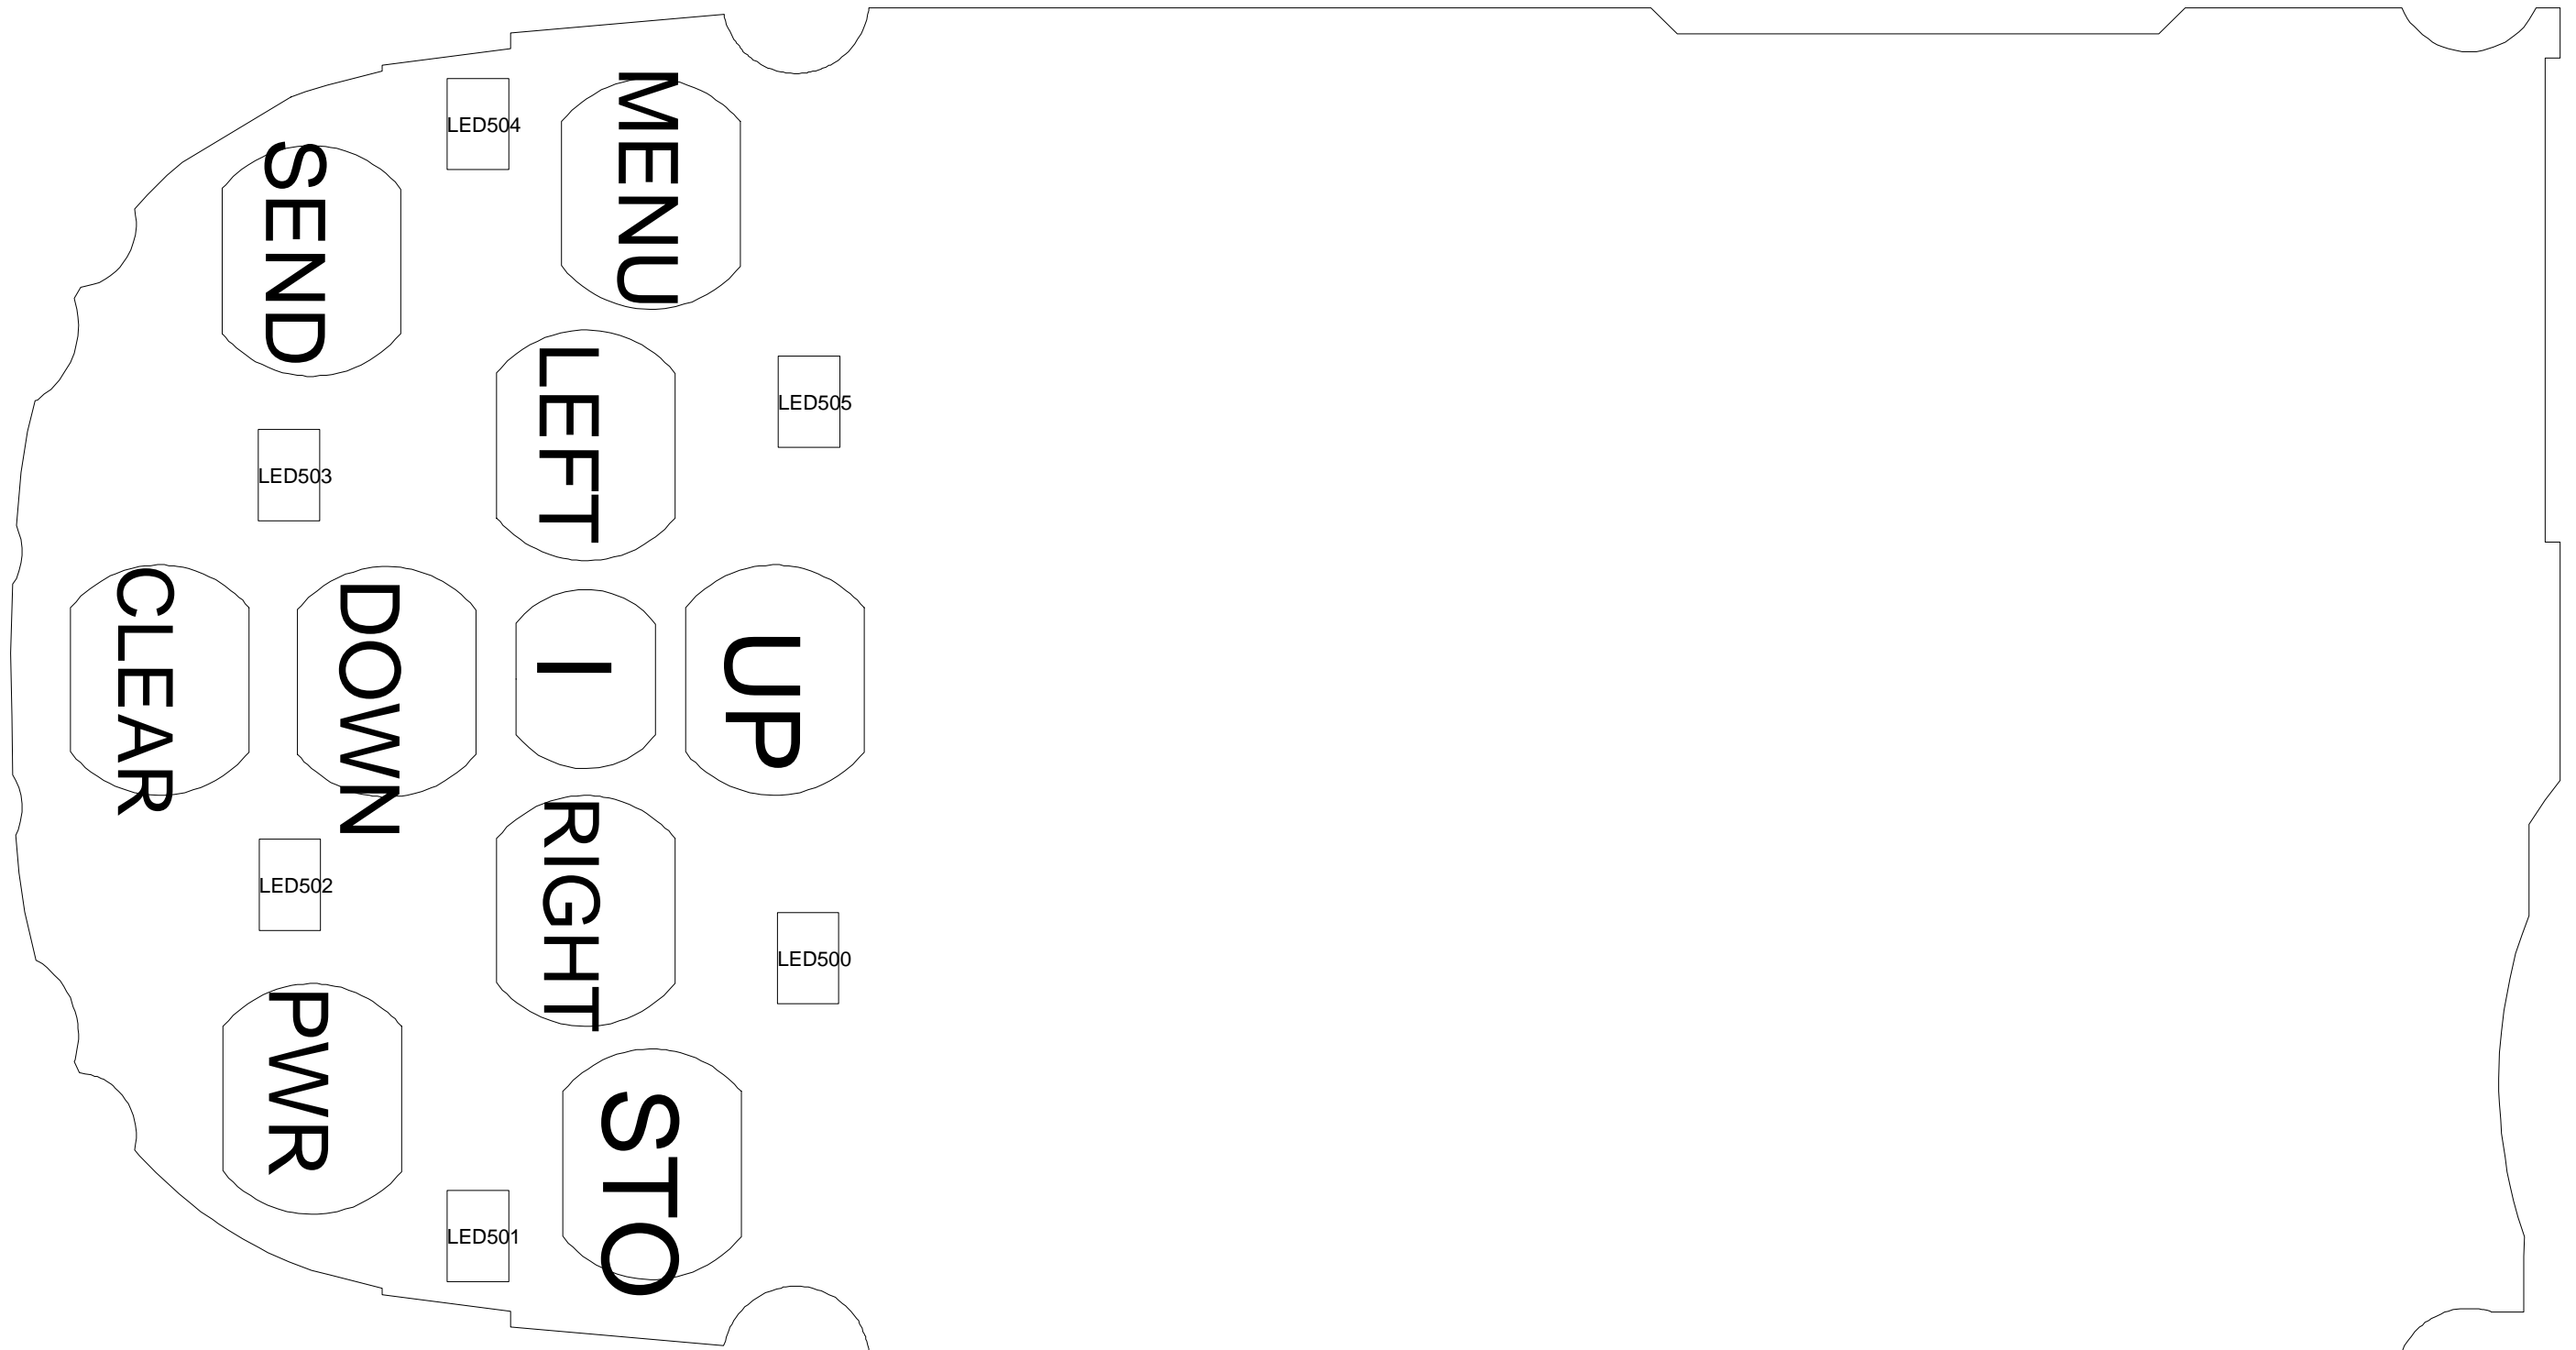 LED504
MENU
SEND
LEFT
LED505
LED503
CLEAR
DOWN
I
UP
RIGHT
LED502
LED500
PWR
STO
LED501